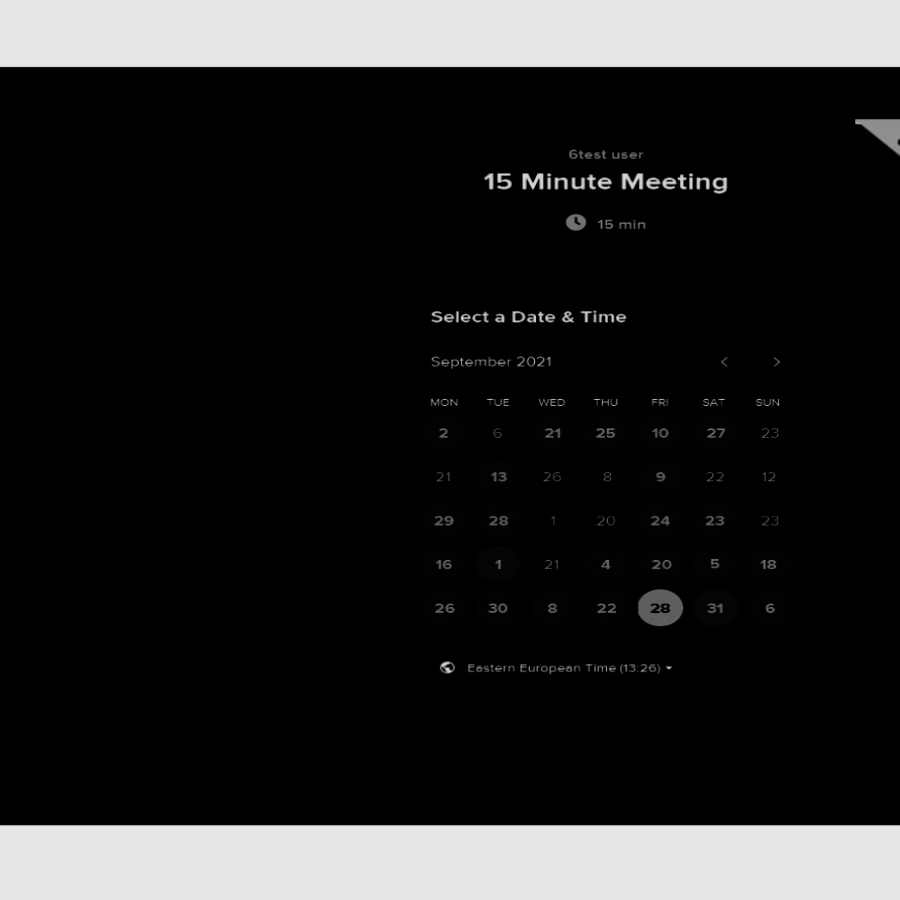 6test user
15 Minute Meeting
15 min
Select a Date & Time
September 2021
MON TUE WED THU FRI SAT SUN
2 6 21 25 10 27 23
21 13 26 8 9 22 12
29 28 1 20 24 23 23
16 1 21 4 20 5 18
26 30 8 22 28 31 6
Eastern European Time (13:26)